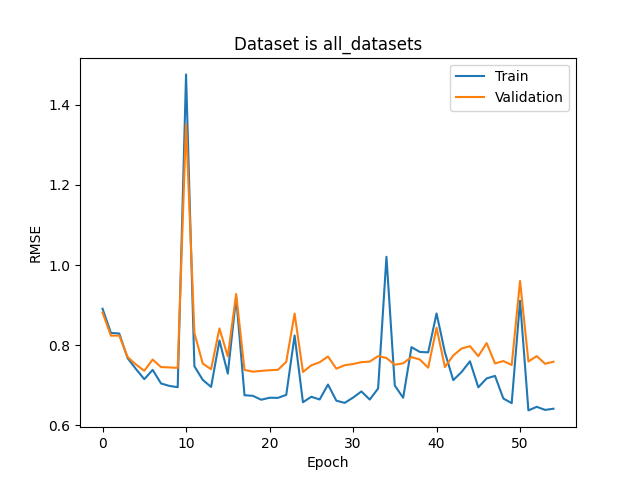 Dataset is all_datasets
Train
Validation
RMSE
1.4
1.2
1.0
0.8
0.6
0 10 20 30 40 50
Epoch